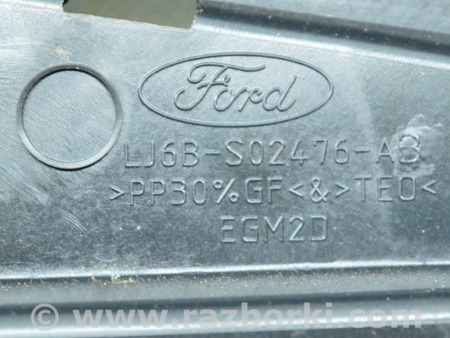 Ford
LJ6B-S02476-AB
>PP30%GF<&>TEO<
EGM2D
© www.razborki.com